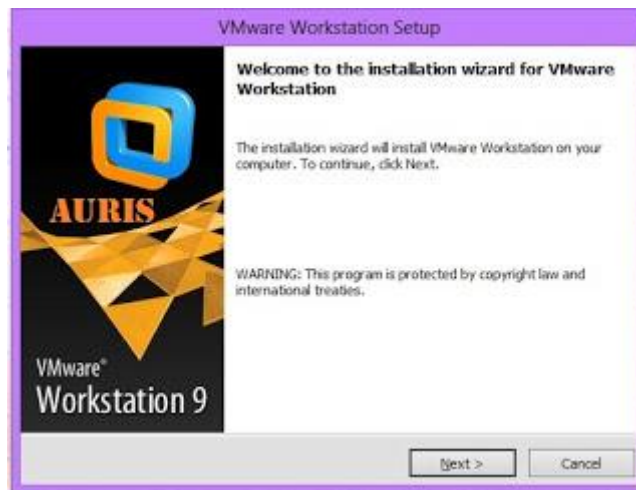 VMware Workstation Setup
Welcome to the installation wizard for VMware
Workstation
The installation wizard will install VMware Workstation on your
computer. To continue, click Next.
AURIS
WARNING: This program is protected by copyright law and
international treaties.
VMware®
Workstation 9
Next >
Cancel